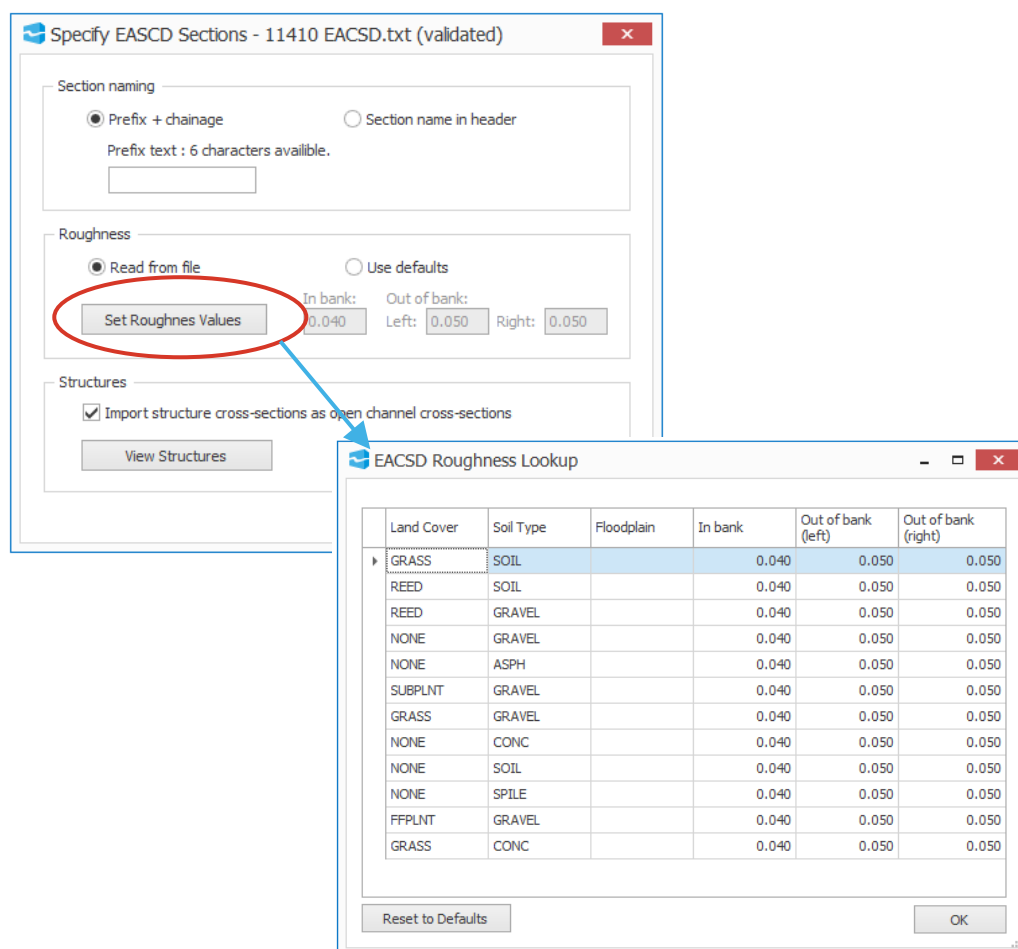 Specify EASCD Sections - 11410 EACSD.txt (validated)
Section naming
Prefix + chainage Section name in header
Prefix text : 6 characters availible.
Roughness
Read from file Use defaults
In bank: Out of bank:
Set Roughnes Values 0.040 Left: 0.050 Right: 0.050
Structures
Import structure cross-sections as open channel cross-sections
View Structures
EACSD Roughness Lookup
Land Cover Soil Type Floodplain In bank Out of bank (left) Out of bank (right)
GRASS SOIL 0.040 0.050 0.050
REED SOIL 0.040 0.050 0.050
REED GRAVEL 0.040 0.050 0.050
NONE GRAVEL 0.040 0.050 0.050
NONE ASPH 0.040 0.050 0.050
SUBPLNT GRAVEL 0.040 0.050 0.050
GRASS GRAVEL 0.040 0.050 0.050
NONE CONC 0.040 0.050 0.050
NONE SOIL 0.040 0.050 0.050
NONE SPILE 0.040 0.050 0.050
FFPLNT GRAVEL 0.040 0.050 0.050
GRASS CONC 0.040 0.050 0.050
Reset to Defaults OK